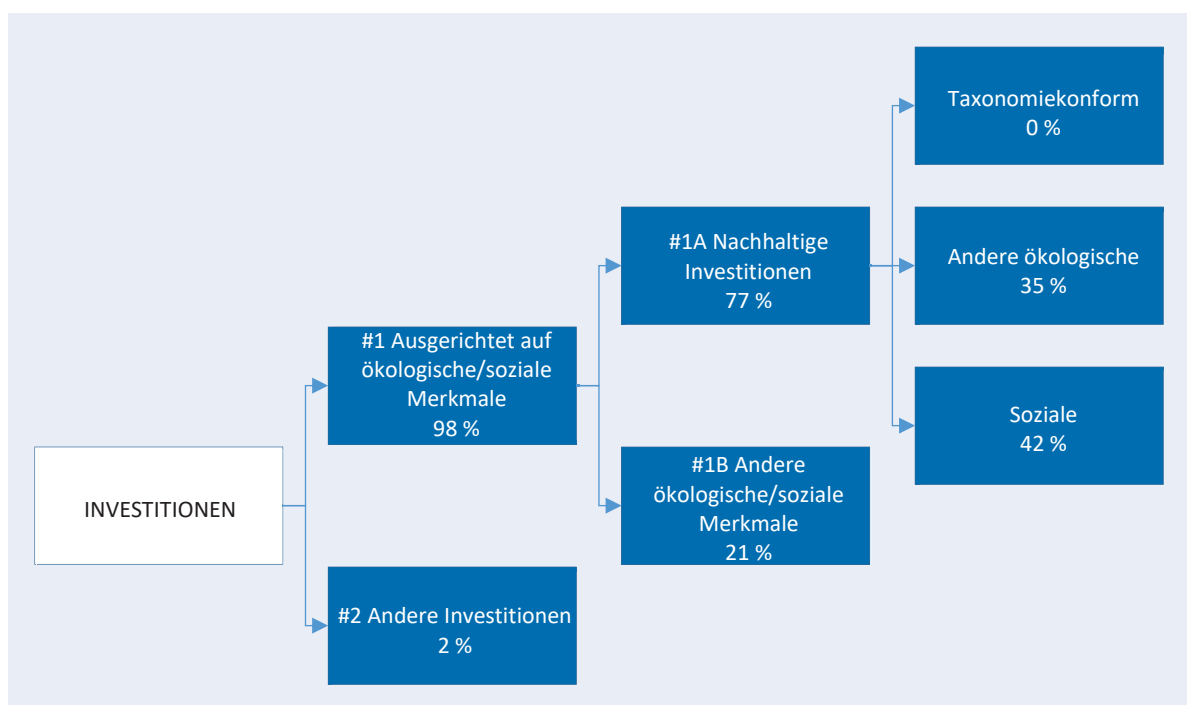 INVESTITIONEN
#1 Ausgerichtet auf
ökologische/soziale
Merkmale
98 %
#2 Andere Investitionen
2 %
#1A Nachhaltige
Investitionen
77 %
#1B Andere
ökologische/soziale
Merkmale
21 %
Taxonomiekonform
0 %
Andere ökologische
35 %
Soziale
42 %